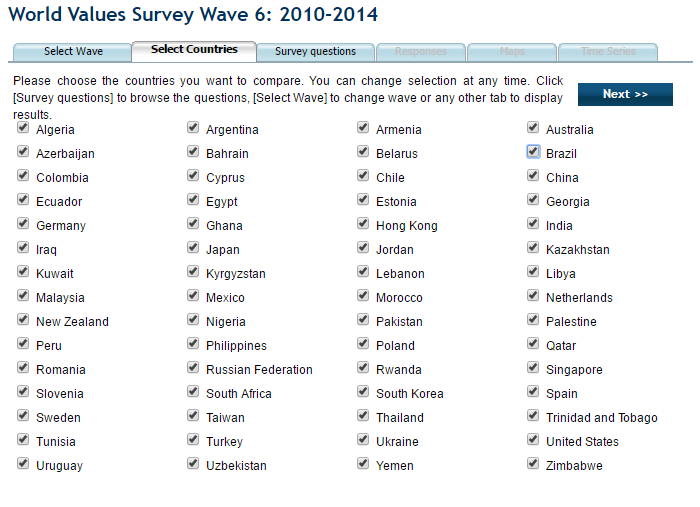 World Values Survey Wave 6: 2010-2014
Select Wave Select Countries Survey questions Responses Maps Time Series
Please choose the countries you want to compare. You can change selection at any time. Click
[Survey questions] to browse the questions, [Select Wave] to change wave or any other tab to display
results.
Next >>
Algeria Argentina Armenia Australia
Azerbaijan Bahrain Belarus Brazil
Colombia Cyprus Chile China
Ecuador Egypt Estonia Georgia
Germany Ghana Hong Kong India
Iraq Japan Jordan Kazakhstan
Kuwait Kyrgyzstan Lebanon Libya
Malaysia Mexico Morocco Netherlands
New Zealand Nigeria Pakistan Palestine
Peru Philippines Poland Qatar
Romania Russian Federation Rwanda Singapore
Slovenia South Africa South Korea Spain
Sweden Taiwan Thailand Trinidad and Tobago
Tunisia Turkey Ukraine United States
Uruguay Uzbekistan Yemen Zimbabwe